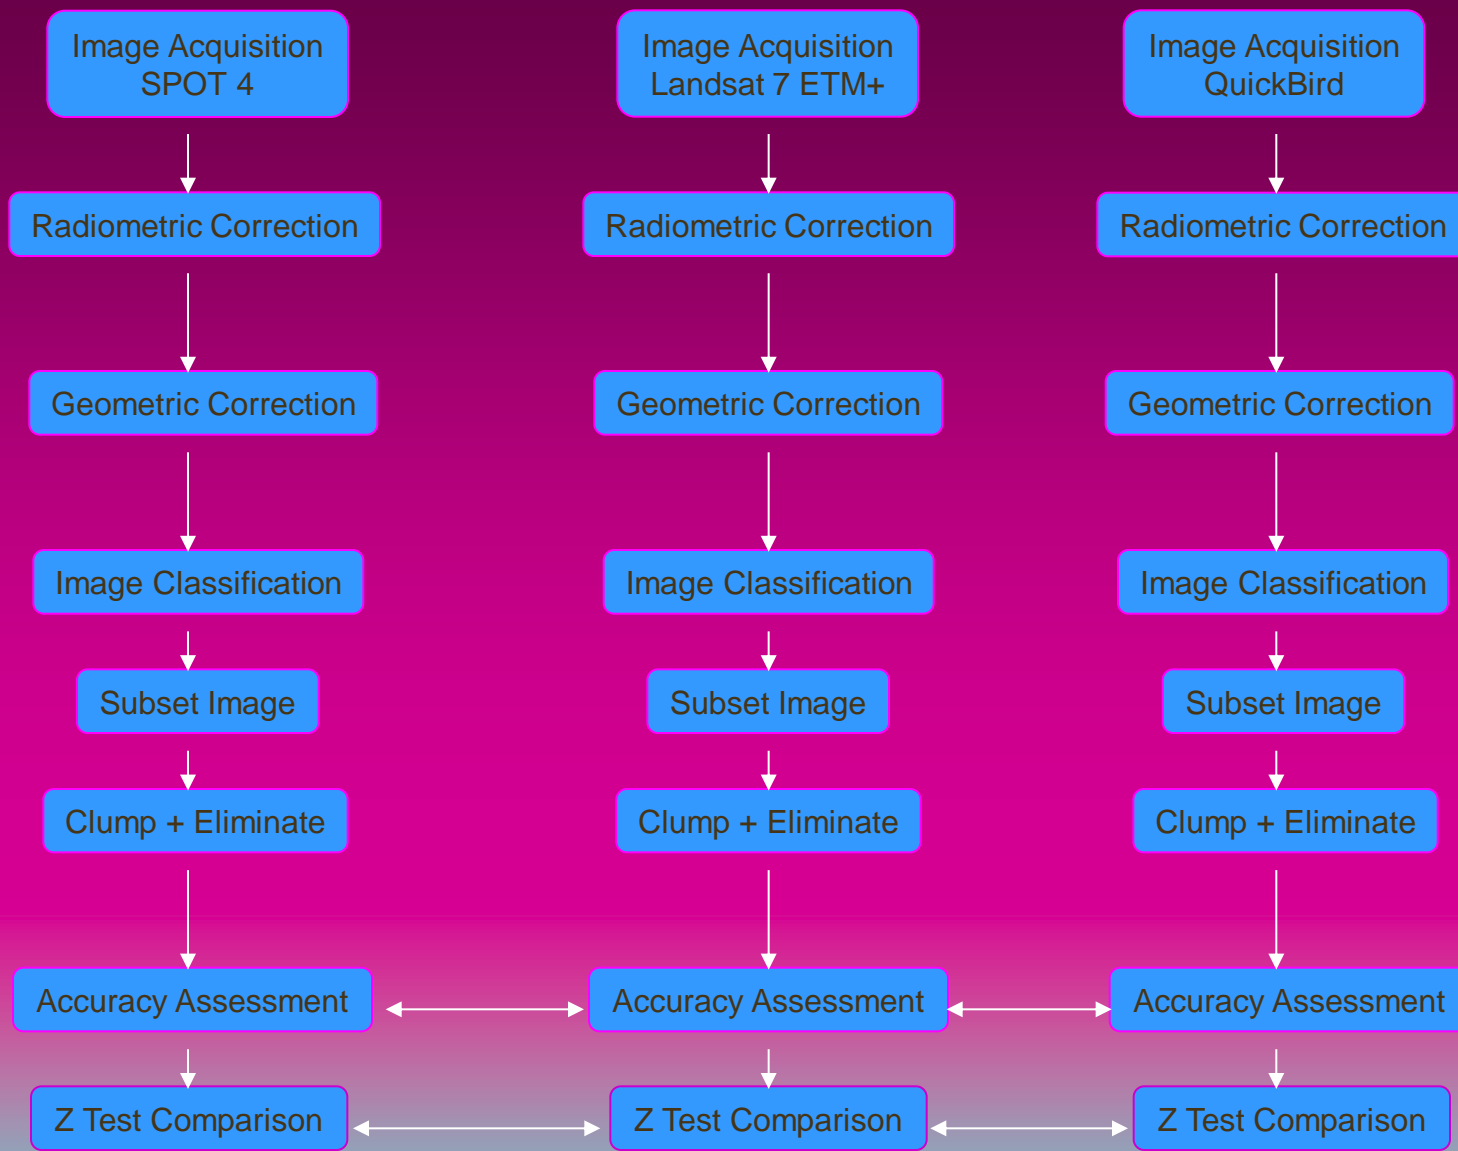 Image Acquisition
SPOT 4
Image Acquisition
Landsat 7 ETM+
Image Acquisition
QuickBird
Radiometric Correction
Radiometric Correction
Radiometric Correction
Geometric Correction
Geometric Correction
Geometric Correction
Image Classification
Image Classification
Image Classification
Subset Image
Subset Image
Subset Image
Clump + Eliminate
Clump + Eliminate
Clump + Eliminate
Accuracy Assessment
Accuracy Assessment
Accuracy Assessment
Z Test Comparison
Z Test Comparison
Z Test Comparison